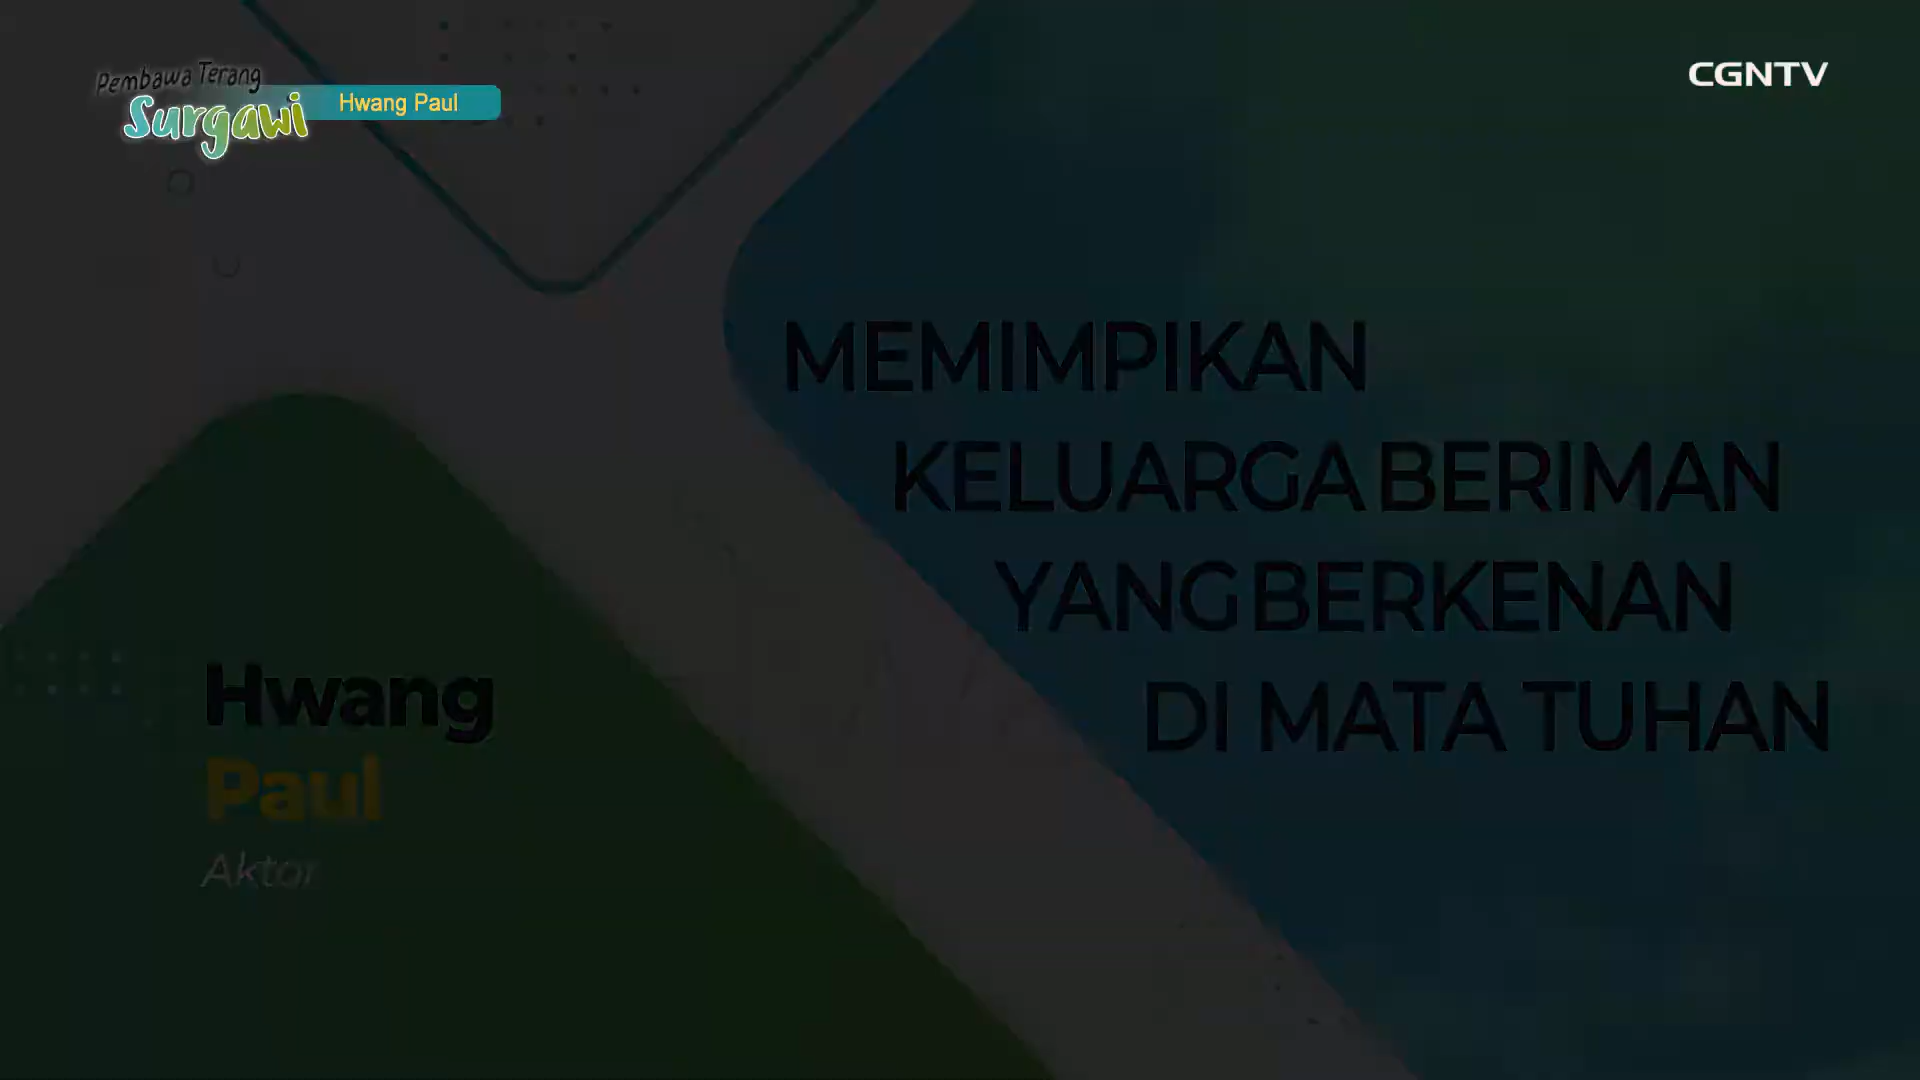 Pembawa Terang
Surgawi
Hwang Paul
CGNTV
MEMIMPIKAN
KELUARGA BERIMAN
YANG BERKENAN
DI MATA TUHAN
Hwang
Paul
Aktor